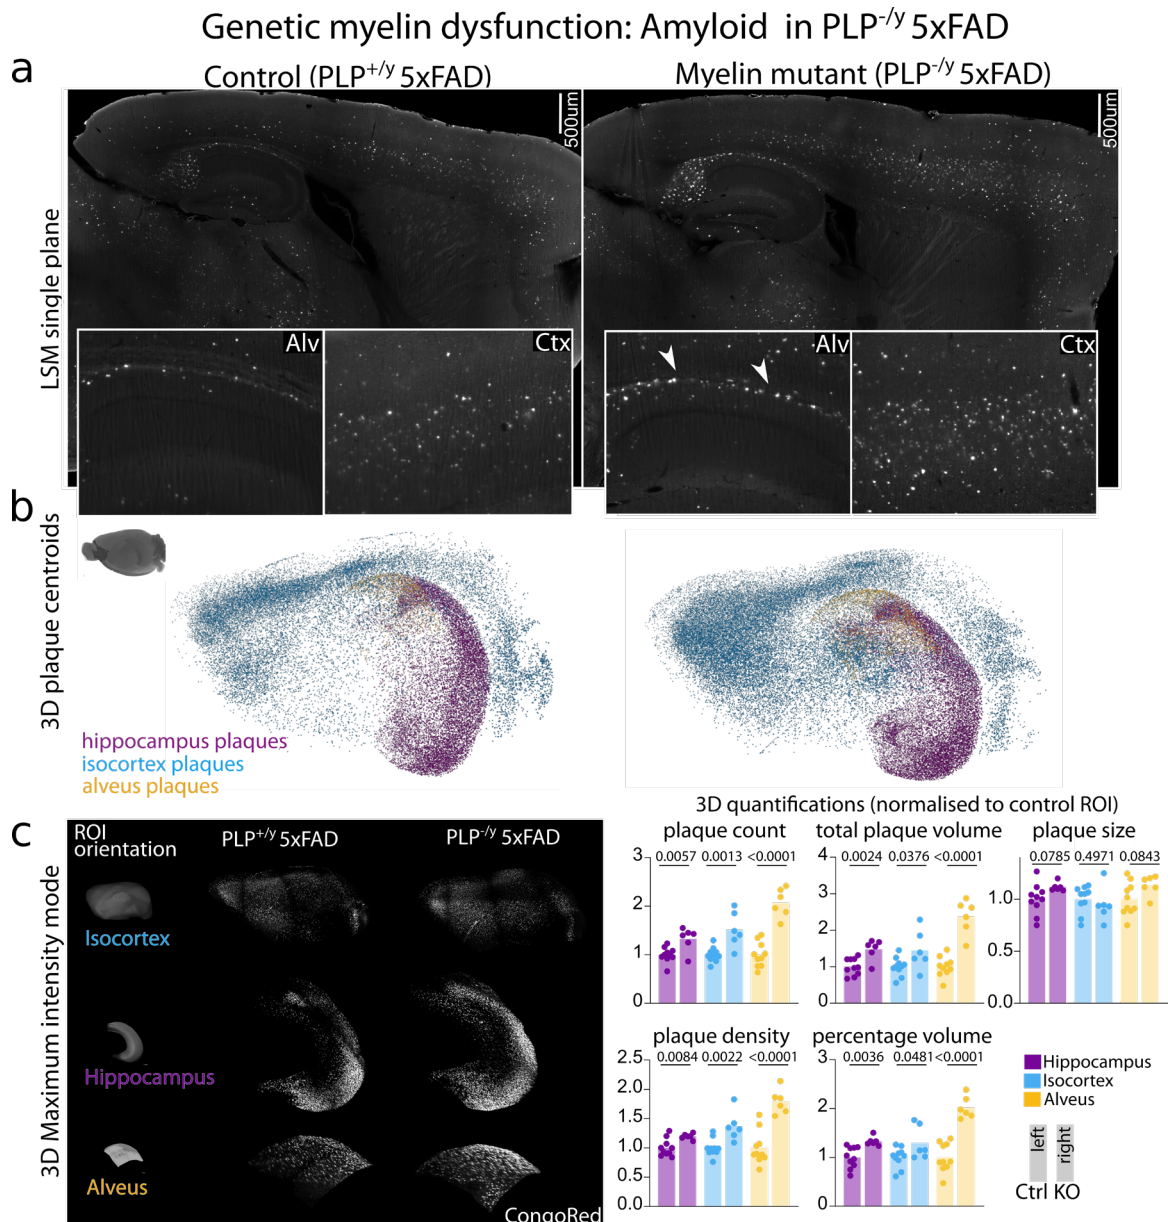 Genetic myelin dysfunction: Amyloid in PLP-/y 5xFAD
a
Control (PLP+/y 5xFAD)
Myelin mutant (PLP-/y 5xFAD)
LSM single plane
500um
500um
Alv
Ctx
Alv
Ctx
b
3D plaque centroids
hippocampus plaques
isocortex plaques
alveus plaques
c
3D Maximum intensity mode
ROI
orientation
PLP+/y 5xFAD
PLP-/y 5xFAD
Isocortex
Hippocampus
Alveus
CongoRed
3D quantifications (normalised to control ROI)
plaque count
0.0057 0.0013 <0.0001
3
2
1
0
total plaque volume
0.0024 0.0376 <0.0001
4
3
2
1
0
plaque size
0.0785 0.4971 0.0843
1.0
0.5
0.0
plaque density
0.0084 0.0022 <0.0001
2.5
2.0
1.5
1.0
0.5
0.0
percentage volume
0.0036 0.0481 <0.0001
3
2
1
0
Hippocampus
Isocortex
Alveus
left
right
Ctrl KO